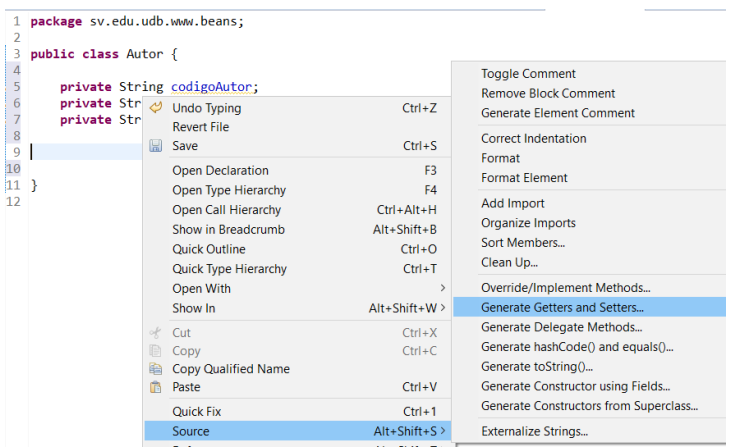 1 package sv.edu.udb.www.beans;
2
3 public class Autor {
4
5 private String codigoAutor;
6 private Str
7 private Str
8
9
10
11 }
12
Undo Typing Ctrl+Z
Revert File
Save Ctrl+S
Open Declaration F3
Open Type Hierarchy F4
Open Call Hierarchy Ctrl+Alt+H
Show in Breadcrumb Alt+Shift+B
Quick Outline Ctrl+O
Quick Type Hierarchy Ctrl+T
Open With >
Show In Alt+Shift+W >
Cut Ctrl+X
Copy Ctrl+C
Copy Qualified Name
Paste Ctrl+V
Quick Fix Ctrl+1
Source Alt+Shift+S >
Toggle Comment
Remove Block Comment
Generate Element Comment
Correct Indentation
Format
Format Element
Add Import
Organize Imports
Sort Members...
Clean Up...
Override/Implement Methods...
Generate Getters and Setters...
Generate Delegate Methods...
Generate hashCode() and equals()...
Generate toString()...
Generate Constructor using Fields...
Generate Constructors from Superclass...
Externalize Strings...